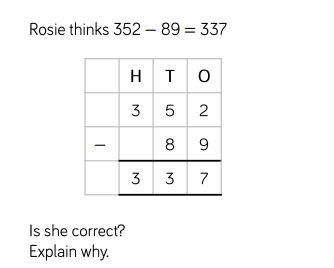 Rosie thinks 352 – 89 = 337
H T O
3 5 2
– 8 9
3 3 7
Is she correct?
Explain why.